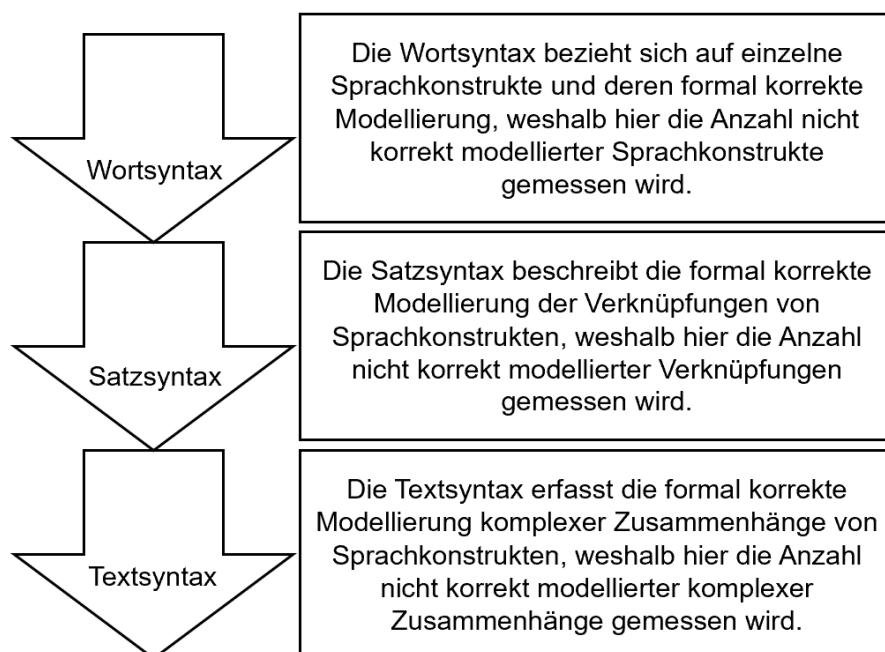 Wortsyntax
Die Wortsyntax bezieht sich auf einzelne
Sprachkonstrukte und deren formal korrekte
Modellierung, weshalb hier die Anzahl nicht
korrekt modellierter Sprachkonstrukte
gemessen wird.
Satzsyntax
Die Satzsyntax beschreibt die formal korrekte
Modellierung der Verknüpfungen von
Sprachkonstrukten, weshalb hier die Anzahl
nicht korrekt modellierter Verknüpfungen
gemessen wird.
Textsyntax
Die Textsyntax erfasst die formal korrekte
Modellierung komplexer Zusammenhänge von
Sprachkonstrukten, weshalb hier die Anzahl
nicht korrekt modellierter komplexer
Zusammenhänge gemessen wird.